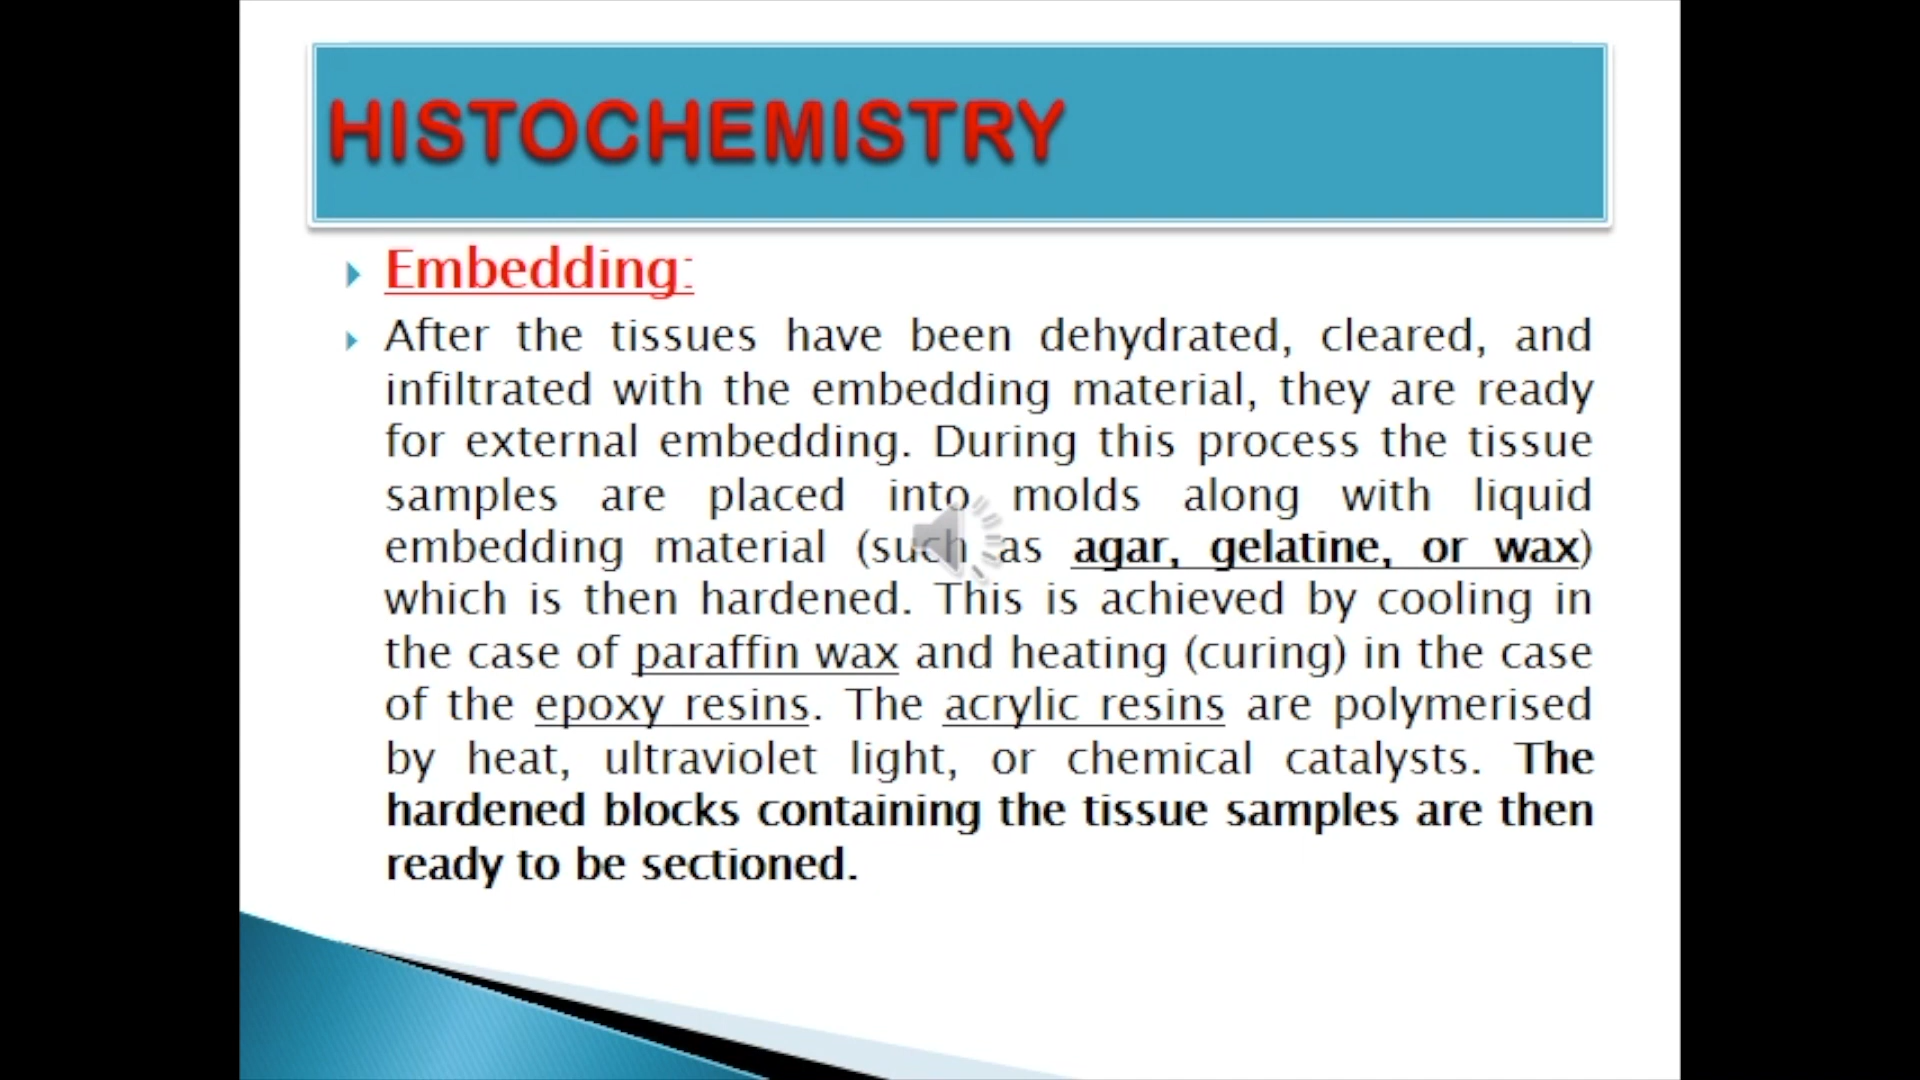 HISTOCHEMISTRY
Embedding:
After the tissues have been dehydrated, cleared, and
infiltrated with the embedding material, they are ready
for external embedding. During this process the tissue
samples are placed into molds along with liquid
embedding material (such as agar, gelatine, or wax)
which is then hardened. This is achieved by cooling in
the case of paraffin wax and heating (curing) in the case
of the epoxy resins. The acrylic resins are polymerised
by heat, ultraviolet light, or chemical catalysts. The
hardened blocks containing the tissue samples are then
ready to be sectioned.